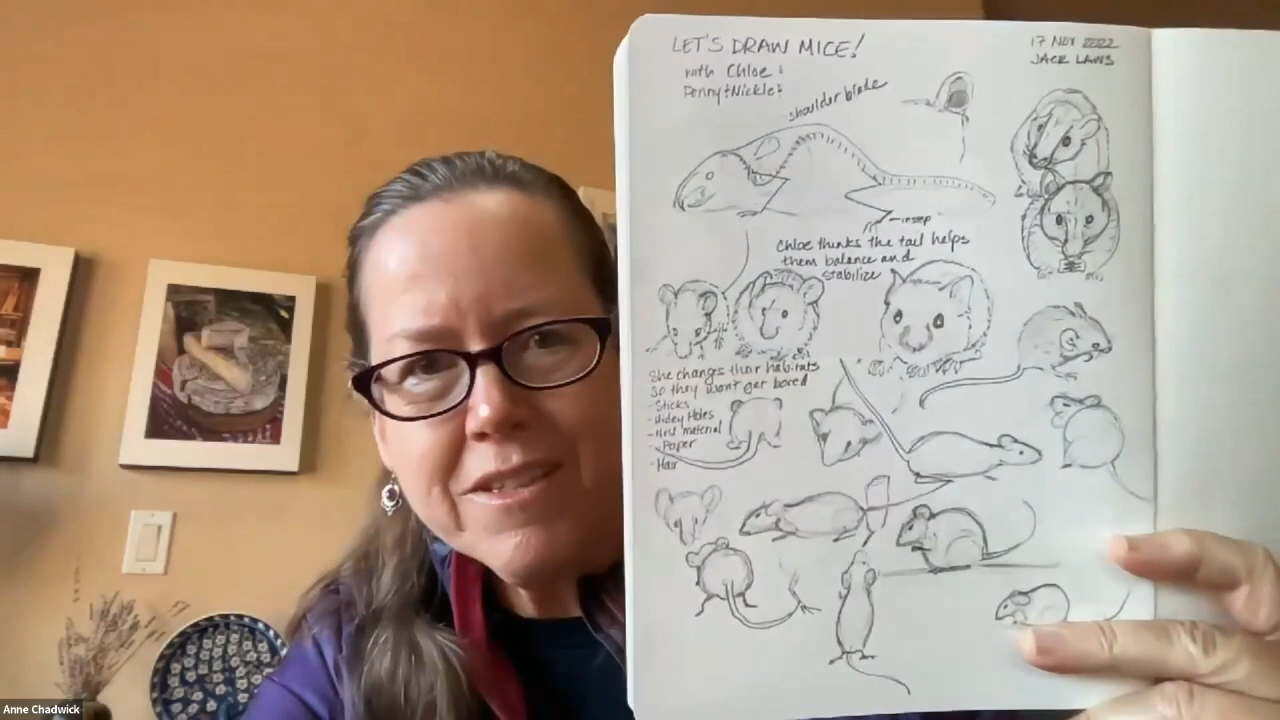 LET'S DRAW MICE!
with Chloe &
Penny + Nickle!
17 NOV 2022
JACK LAWS
shoulder blade
instep
Chloe thinks the tail helps
them balance and
stabilize
She changes their habitats
so they won't get bored
- Sticks
- Hidey Holes
- New material
- Paper
- Hair
Anne Chadwick